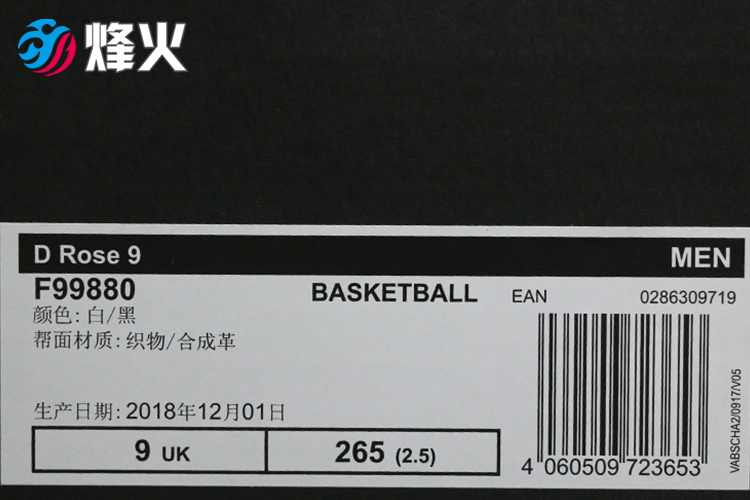 烽火
D Rose 9 MEN
F99880 BASKETBALL EAN 0286309719
颜色: 白/黑
帮面材质: 织物/合成革
生产日期: 2018年12月01日
9 UK 265 (2.5)
4 060509 723653
VABSCHA2/0917/V05